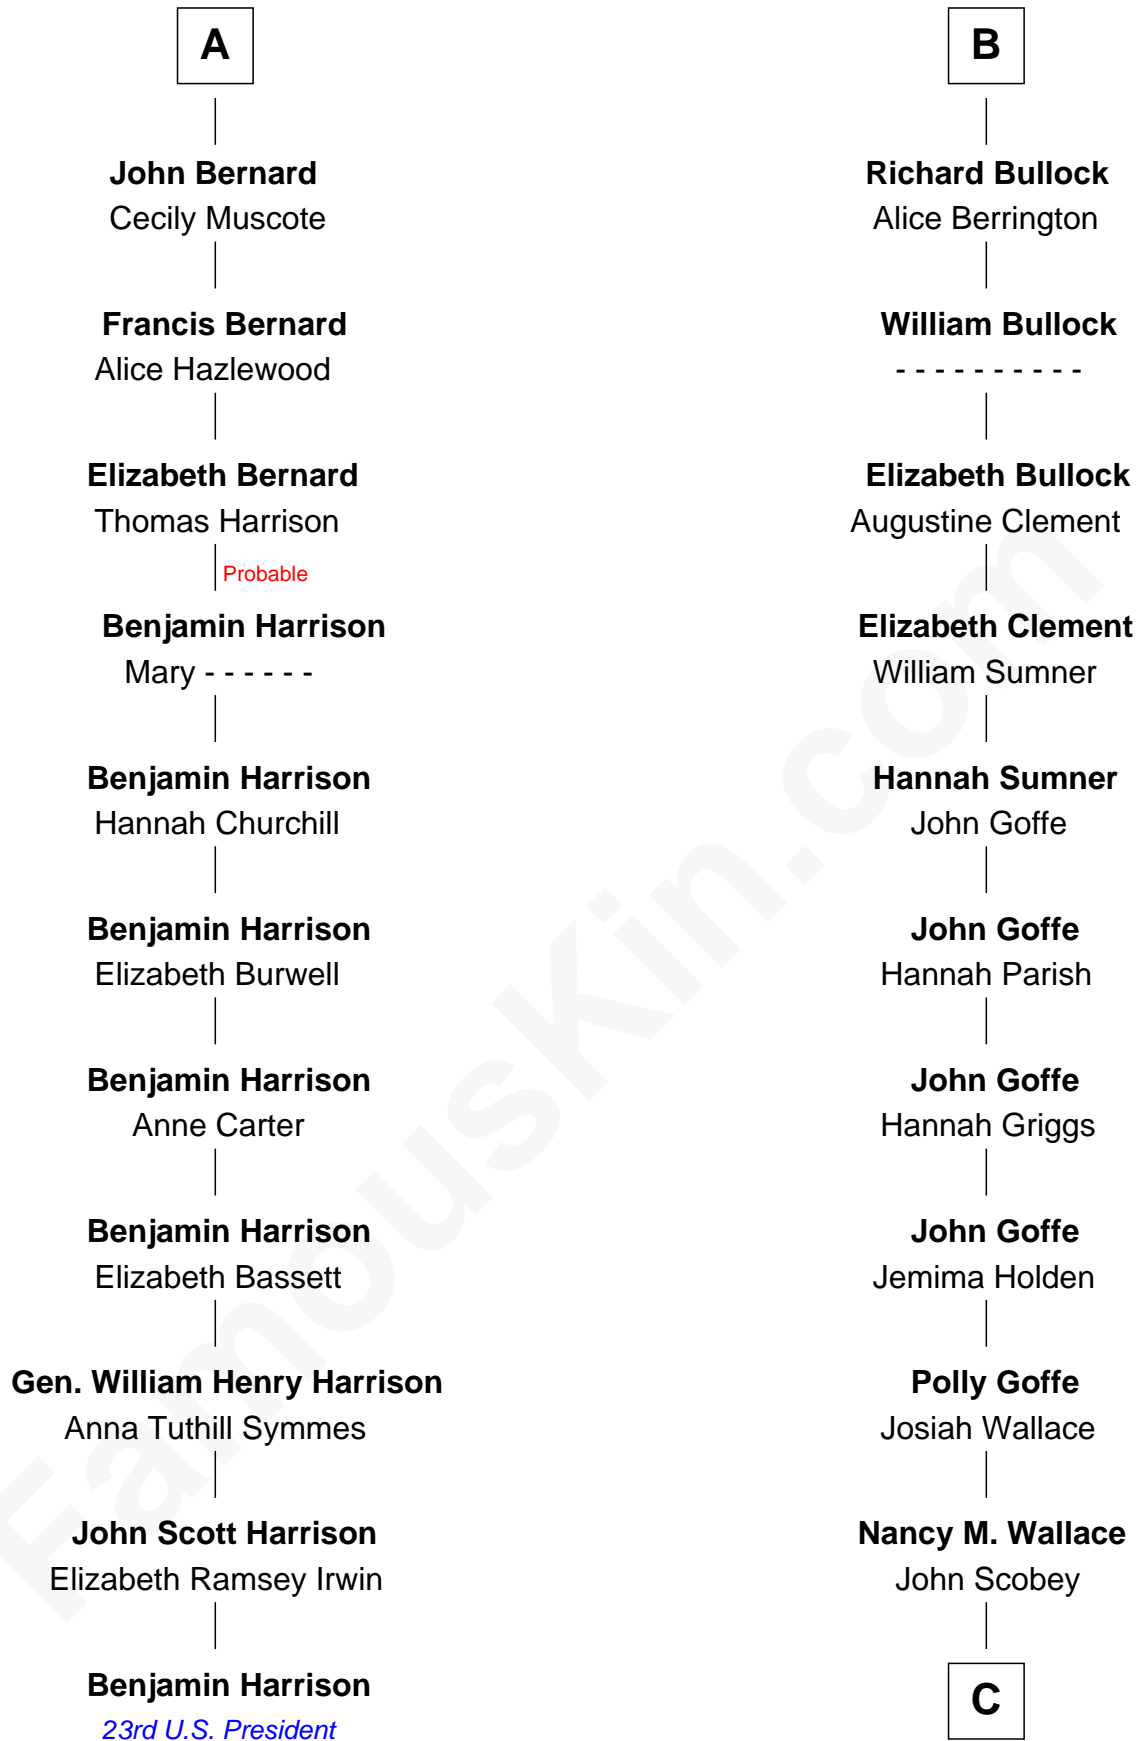 A
John Bernard
Cecily Muscote
Francis Bernard
Alice Hazlewood
Elizabeth Bernard
Thomas Harrison
Probable
Benjamin Harrison
Mary - - - - - -
Benjamin Harrison
Hannah Churchill
Benjamin Harrison
Elizabeth Burwell
Benjamin Harrison
Anne Carter
Benjamin Harrison
Elizabeth Bassett
Gen. William Henry Harrison
Anna Tuthill Symmes
John Scott Harrison
Elizabeth Ramsey Irwin
Benjamin Harrison
23rd U.S. President
B
Richard Bullock
Alice Berrington
William Bullock
- - - - - - - - - -
Elizabeth Bullock
Augustine Clement
Elizabeth Clement
William Sumner
Hannah Sumner
John Goffe
John Goffe
Hannah Parish
John Goffe
Hannah Griggs
John Goffe
Jemima Holden
Polly Goffe
Josiah Wallace
Nancy M. Wallace
John Scobey
C
FamousKin.com